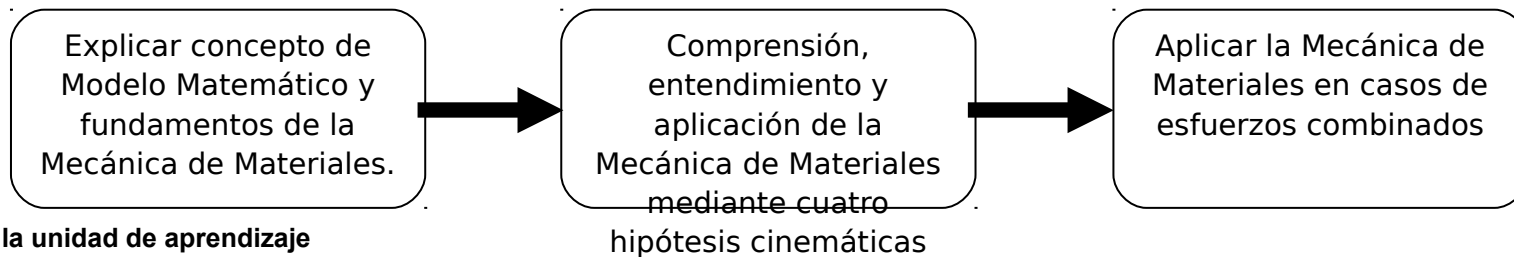 Explicar concepto de
Modelo Matemático y
fundamentos de la
Mecánica de Materiales.
Comprensión,
entendimiento y
aplicación de la
Mecánica de Materiales
mediante cuatro
hipótesis cinemáticas
Aplicar la Mecánica de
Materiales en casos de
esfuerzos combinados
la unidad de aprendizaje